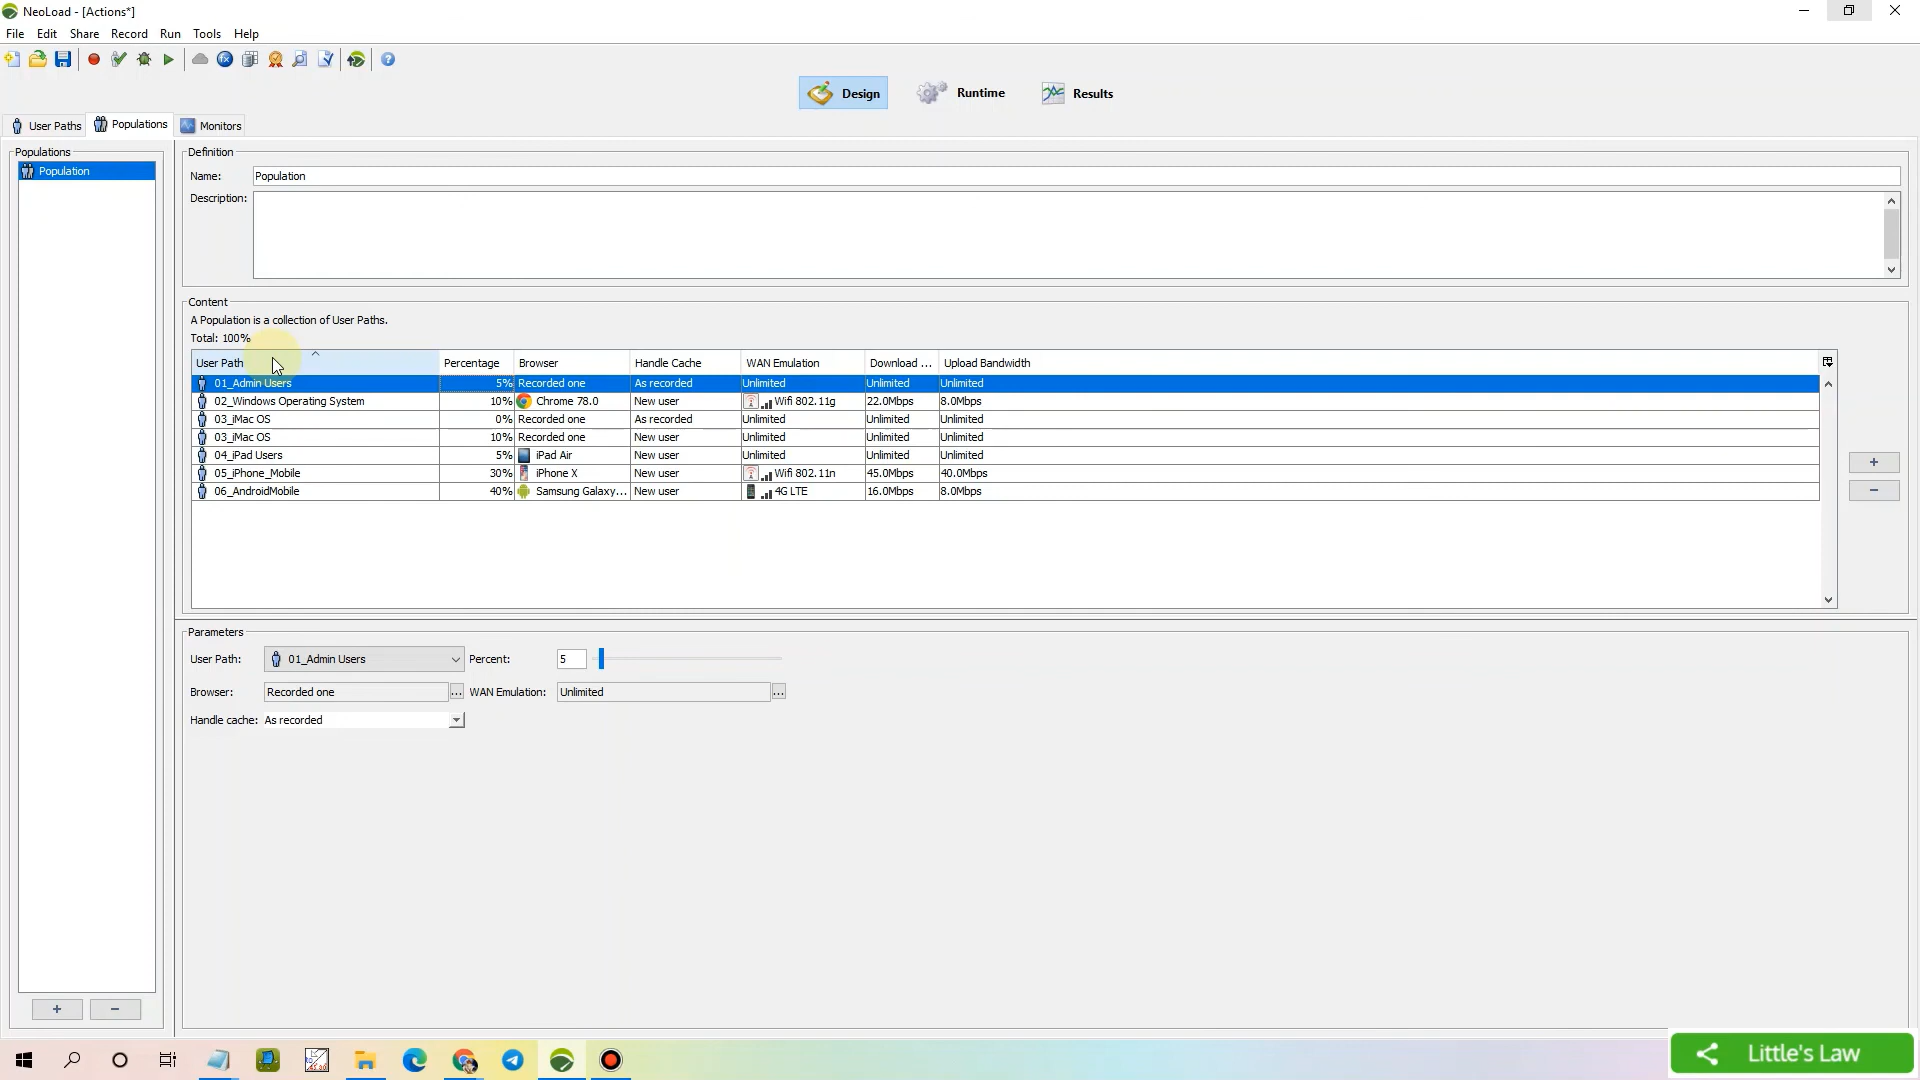 NeoLoad - [Actions*]
File Edit Share Record Run Tools Help
Design Runtime Results
User Paths Populations Monitors
Populations
Population
Definition
Name: Population
Description:
Content
A Population is a collection of User Paths.
Total: 100%
User Path Percentage Browser Handle Cache WAN Emulation Download ... Upload Bandwidth
01_Admin Users 5% Recorded one As recorded Unlimited Unlimited Unlimited
02_Windows Operating System 10% Chrome 78.0 New user Wifi 802.11g 22.0Mbps 8.0Mbps
03_iMac OS 0% Recorded one As recorded Unlimited Unlimited Unlimited
03_iMac OS 10% Recorded one New user Unlimited Unlimited Unlimited
04_iPad Users 5% iPad Air New user Unlimited Unlimited Unlimited
05_iPhone_Mobile 30% iPhone X New user Wifi 802.11n 45.0Mbps 40.0Mbps
06_AndroidMobile 40% Samsung Galaxy... New user 4G LTE 16.0Mbps 8.0Mbps
+
-
Parameters
User Path: 01_Admin Users Percent: 5
Browser: Recorded one ... WAN Emulation: Unlimited ...
Handle cache: As recorded
+ -
Little's Law